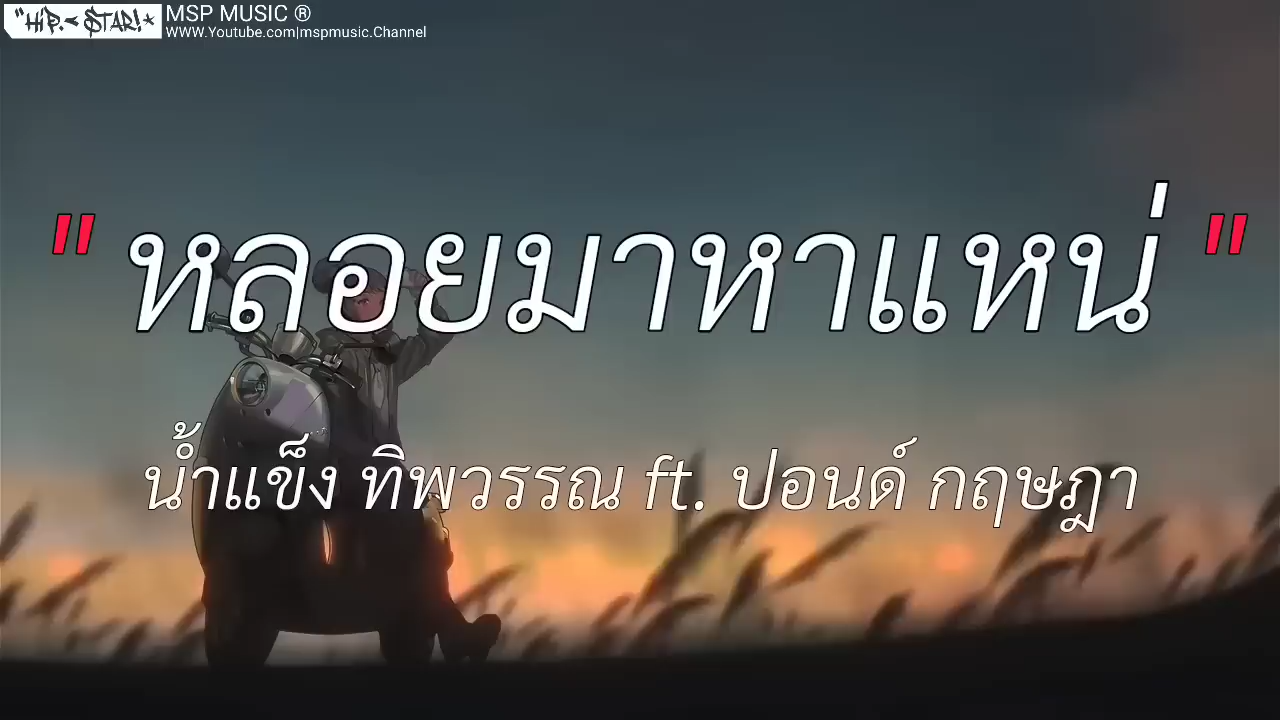 "HiP.< STAR!*
MSP MUSIC ®
WWW.Youtube.com|mspmusic.Channel
" หลอยมาหาแหน่ "
น้ำแข็ง ทิพวรรณ ft. ปอนด์ กฤษฎา